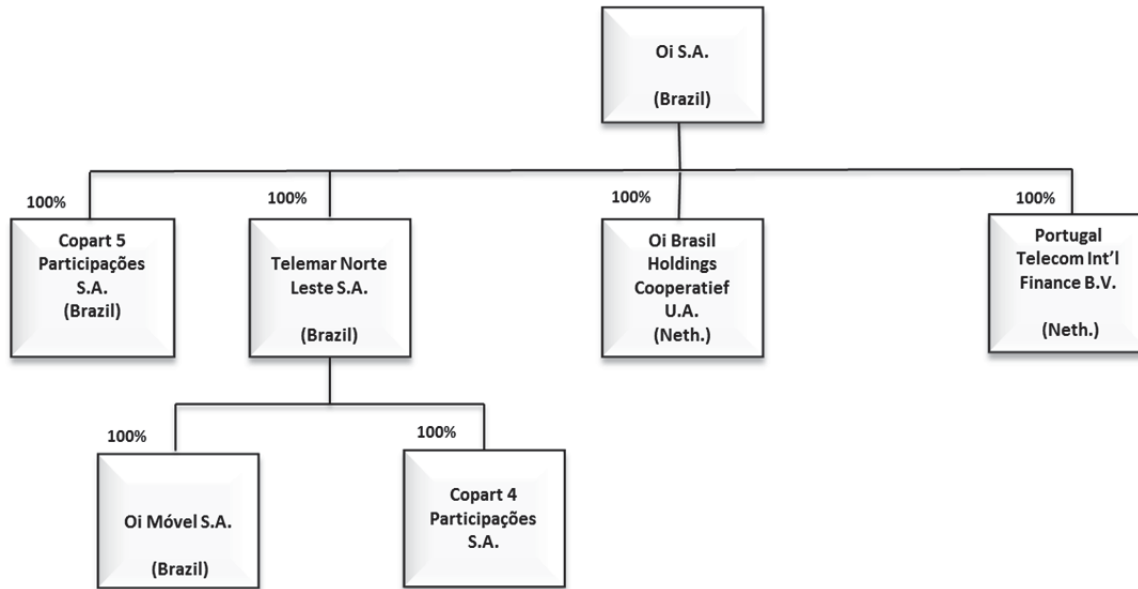 Oi S.A.
(Brazil)
100%
100%
100%
100%
Copart 5
Participações
S.A.
(Brazil)
Telemar Norte
Leste S.A.
(Brazil)
Oi Brasil
Holdings
Cooperatief
U.A.
(Neth.)
Portugal
Telecom Int’l
Finance B.V.
(Neth.)
100%
100%
Oi Móvel S.A.
(Brazil)
Copart 4
Participações
S.A.